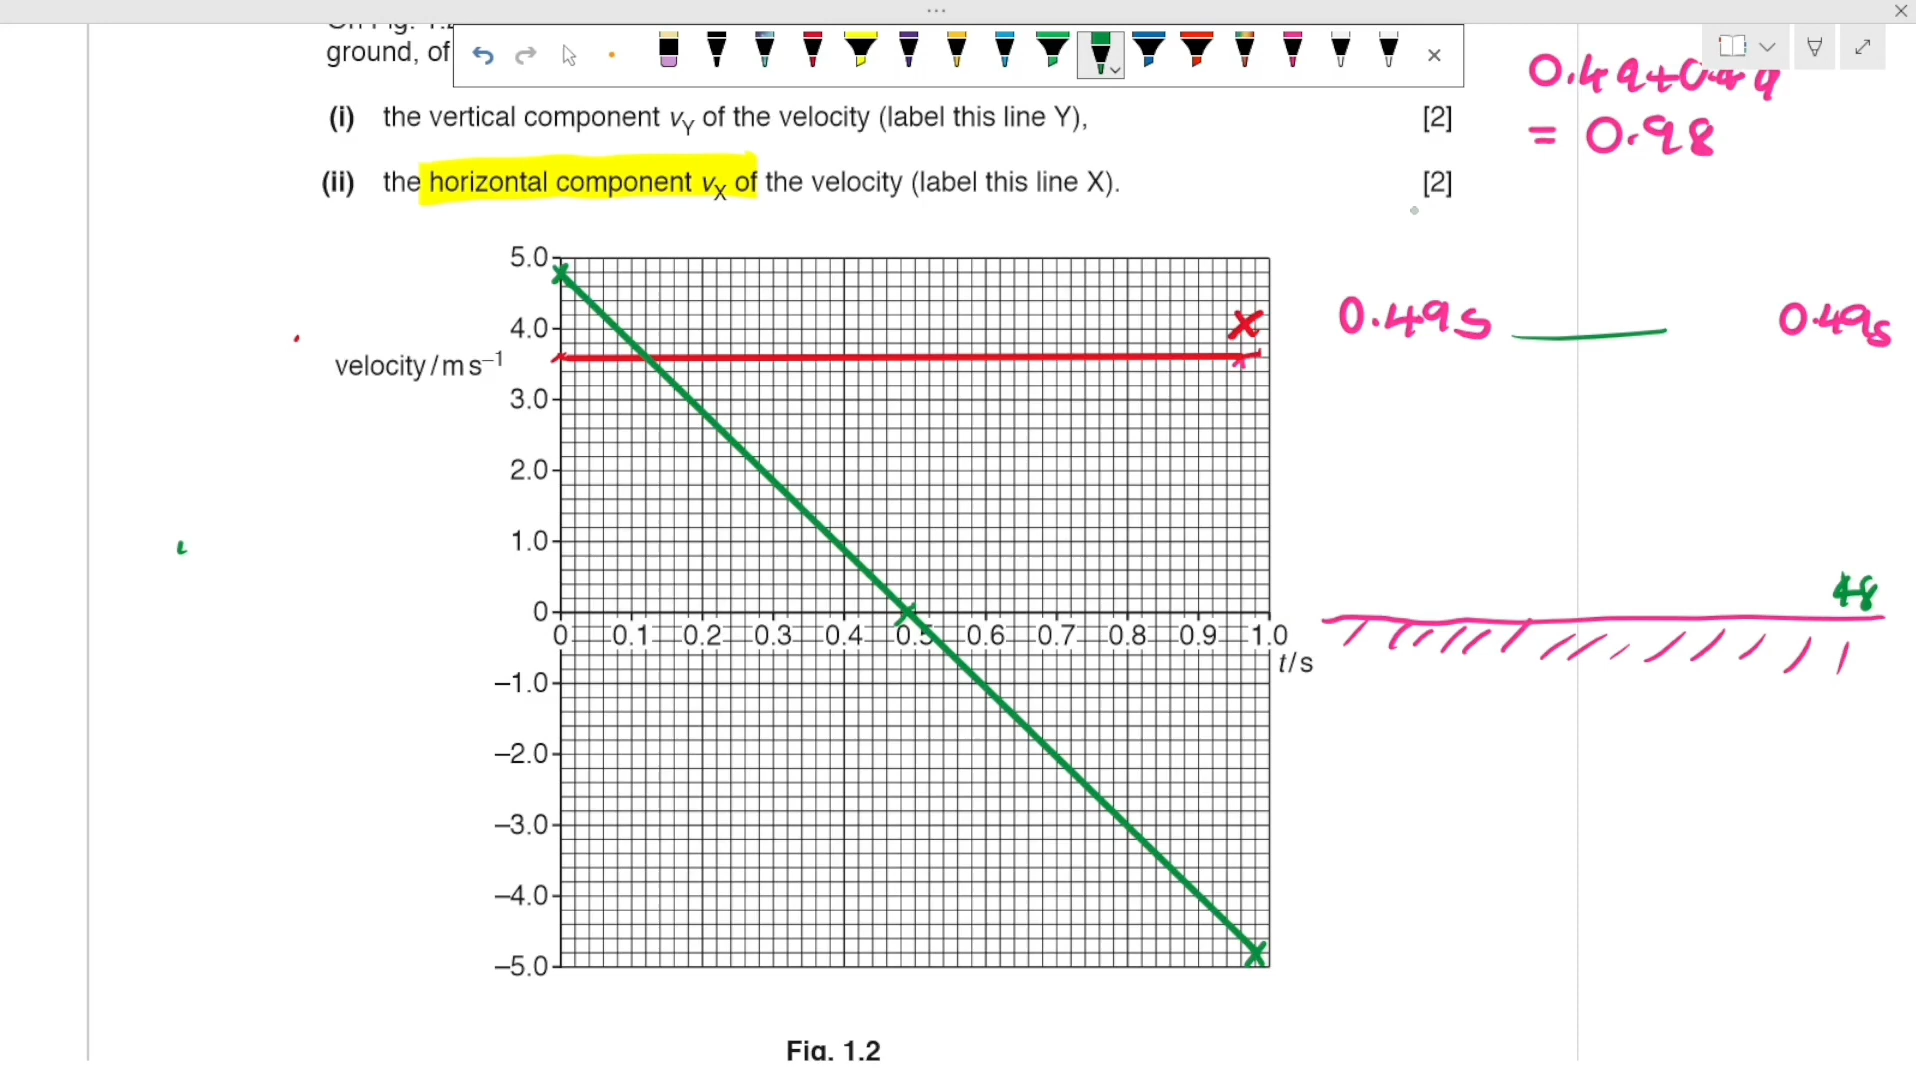 ground, of
(i) the vertical component vY of the velocity (label this line Y), [2]
(ii) the horizontal component vX of the velocity (label this line X). [2]
0.49+0.49
= 0.98
5.0
4.0
velocity/m s–1
3.0
2.0
1.0
0
0 0.1 0.2 0.3 0.4 0.5 0.6 0.7 0.8 0.9 1.0
t/s
–1.0
–2.0
–3.0
–4.0
–5.0
X
0.49s 0.49s
48
Fig. 1.2